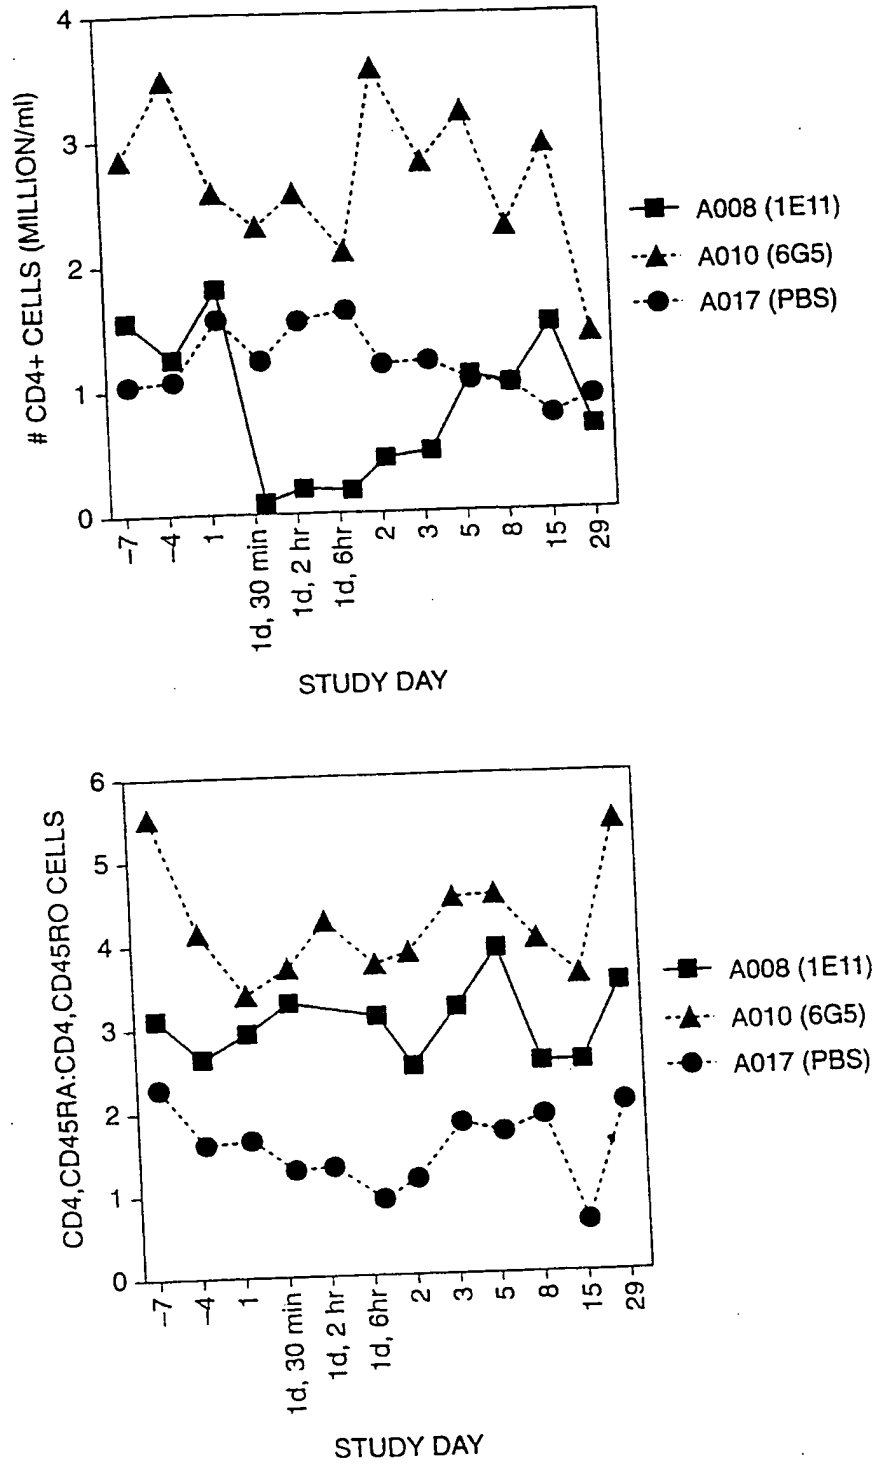 4
3
2
1
0
# CD4+ CELLS (MILLION/ml)
A008 (1E11)
A010 (6G5)
A017 (PBS)
–7
–4
1
1d, 30 min
1d, 2 hr
1d, 6hr
2
3
5
8
15
29
STUDY DAY
6
5
4
3
2
1
0
CD4,CD45RA:CD4,CD45RO CELLS
A008 (1E11)
A010 (6G5)
A017 (PBS)
–7
–4
1
1d, 30 min
1d, 2 hr
1d, 6hr
2
3
5
8
15
29
STUDY DAY